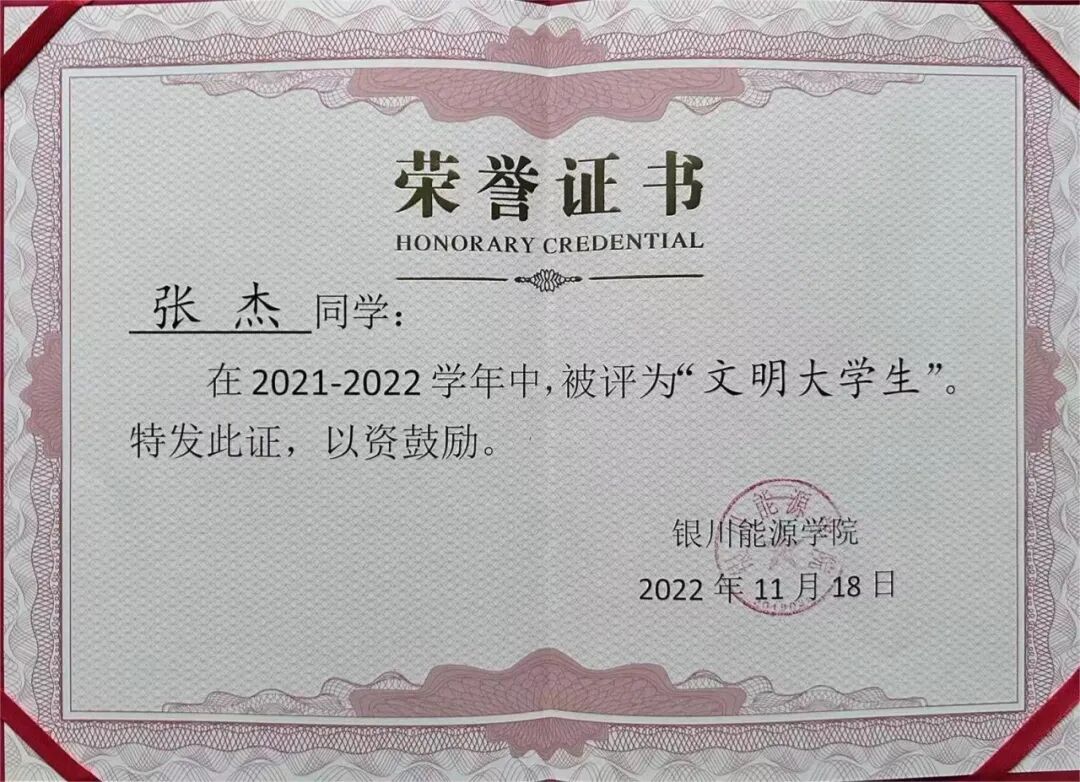 荣誉证书
HONORARY CREDENTIAL
张 杰 同学：
在 2021-2022 学年中，被评为“文明大学生”。
特发此证，以资鼓励。
银川能源学院
2022 年 11 月 18 日